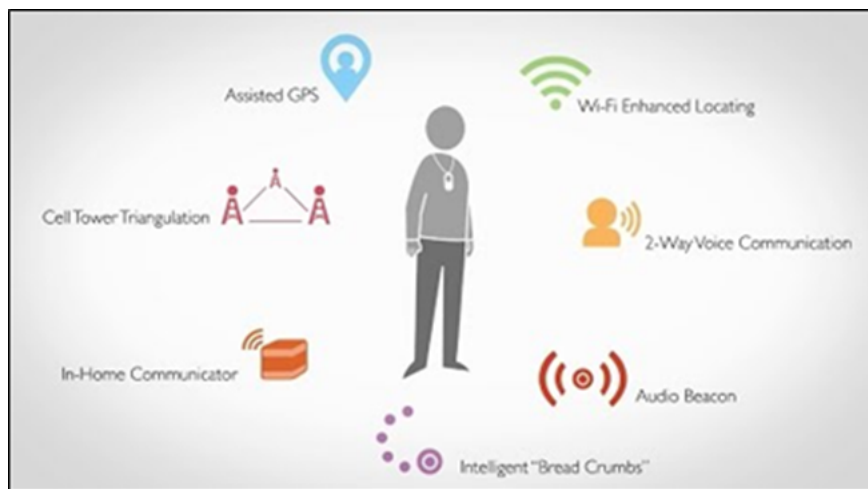 Assisted GPS
Wi-Fi Enhanced Locating
Cell Tower Triangulation
2-Way Voice Communication
In-Home Communicator
Audio Beacon
Intelligent "Bread Crumbs"